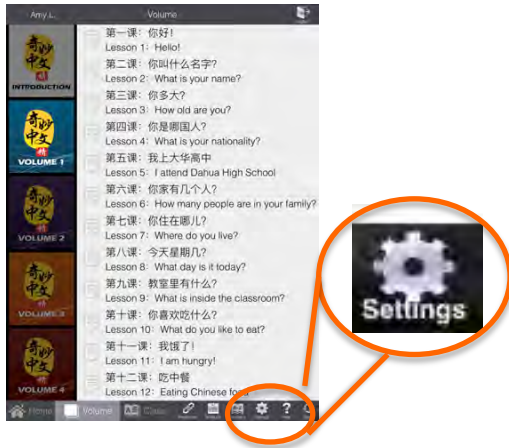 Amy L.
Volume
奇妙
中文
INTRODUCTION
奇妙
中文
精
VOLUME 1
奇妙
中文
精
VOLUME 2
奇妙
中文
精
VOLUME 3
奇妙
中文
精
VOLUME 4
第一课：你好！
Lesson 1：Hello!
第二课：你叫什么名字？
Lesson 2：What is your name?
第三课：你多大？
Lesson 3：How old are you?
第四课：你是哪国人？
Lesson 4：What is your nationality?
第五课：我上大华高中
Lesson 5：I attend Dahua High School
第六课：你家有几个人？
Lesson 6：How many people are in your family?
第七课：你住在哪儿？
Lesson 7：Where do you live?
第八课：今天星期几？
Lesson 8：What day is it today?
第九课：教室里有什么？
Lesson 9：What is inside the classroom?
第十课：你喜欢吃什么？
Lesson 10：What do you like to eat?
第十一课：我饿了！
Lesson 11：I am hungry!
第十二课：吃中餐
Lesson 12：Eating Chinese food
Home
Volume
Class
Settings